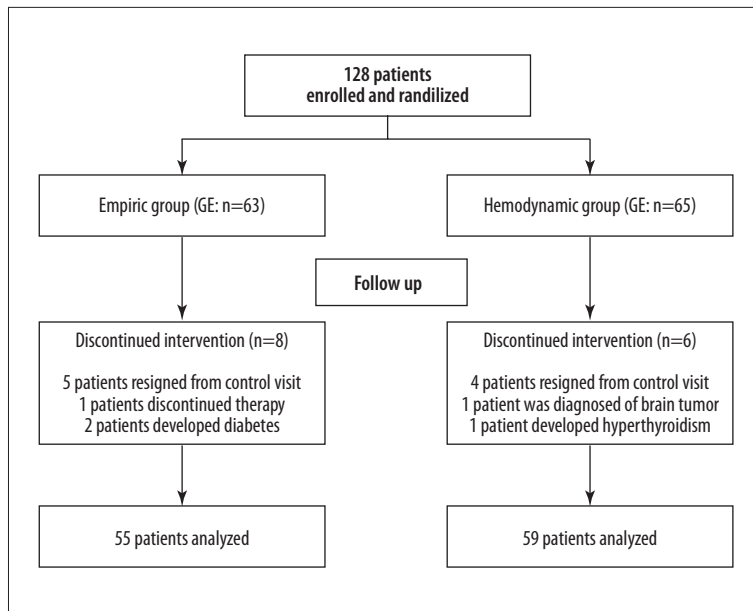 128 patients
enrolled and randilized
Empiric group (GE: n=63)
Hemodynamic group (GE: n=65)
Follow up
Discontinued intervention (n=8)
5 patients resigned from control visit
1 patients discontinued therapy
2 patients developed diabetes
Discontinued intervention (n=6)
4 patients resigned from control visit
1 patient was diagnosed of brain tumor
1 patient developed hyperthyroidism
55 patients analyzed
59 patients analyzed